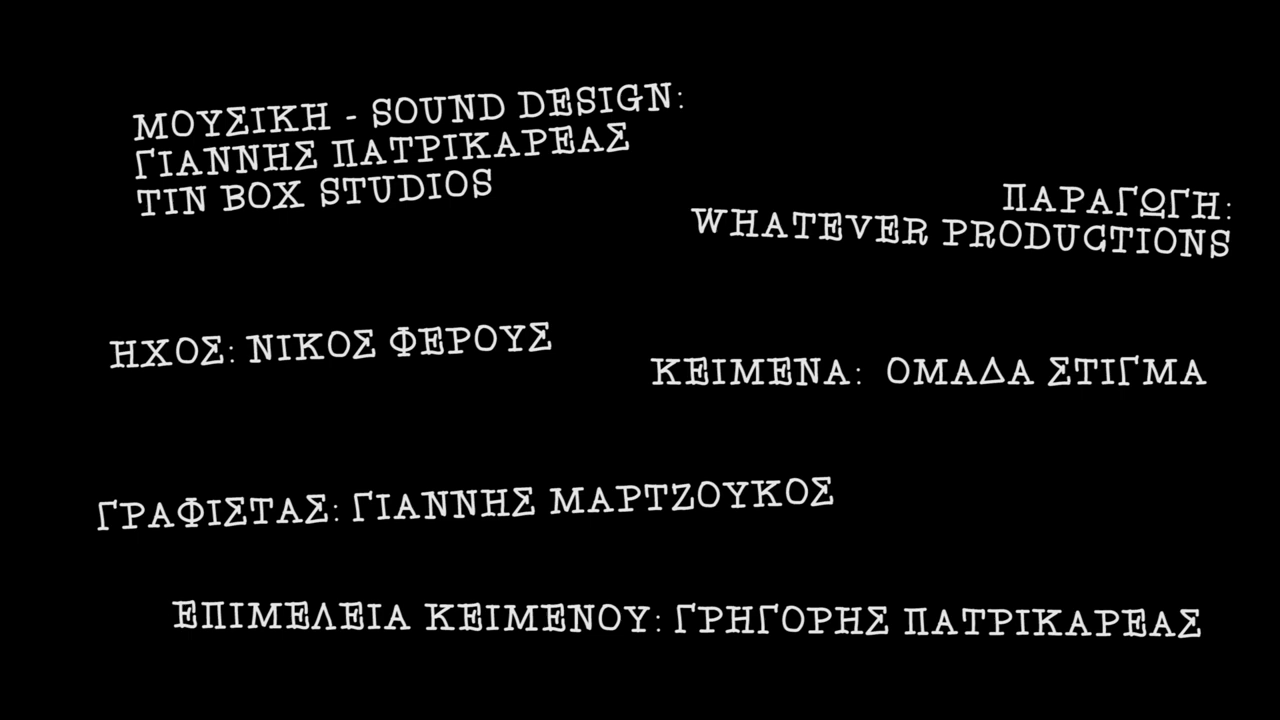 ΜΟΥΣΙΚΗ - SOUND DESIGN:
ΓΙΑΝΝΗΣ ΠΑΤΡΙΚΑΡΕΑΣ
TIN BOX STUDIOS
ΠΑΡΑΓΩΓΗ:
WHATEVER PRODUCTIONS
ΗΧΟΣ: ΝΙΚΟΣ ΦΕΡΟΥΣ
ΚΕΙΜΕΝΑ: ΟΜΑΔΑ ΣΤΙΓΜΑ
ΓΡΑΦΙΣΤΑΣ: ΓΙΑΝΝΗΣ ΜΑΡΤΖΟΥΚΟΣ
ΕΠΙΜΕΛΕΙΑ ΚΕΙΜΕΝΟΥ: ΓΡΗΓΟΡΗΣ ΠΑΤΡΙΚΑΡΕΑΣ